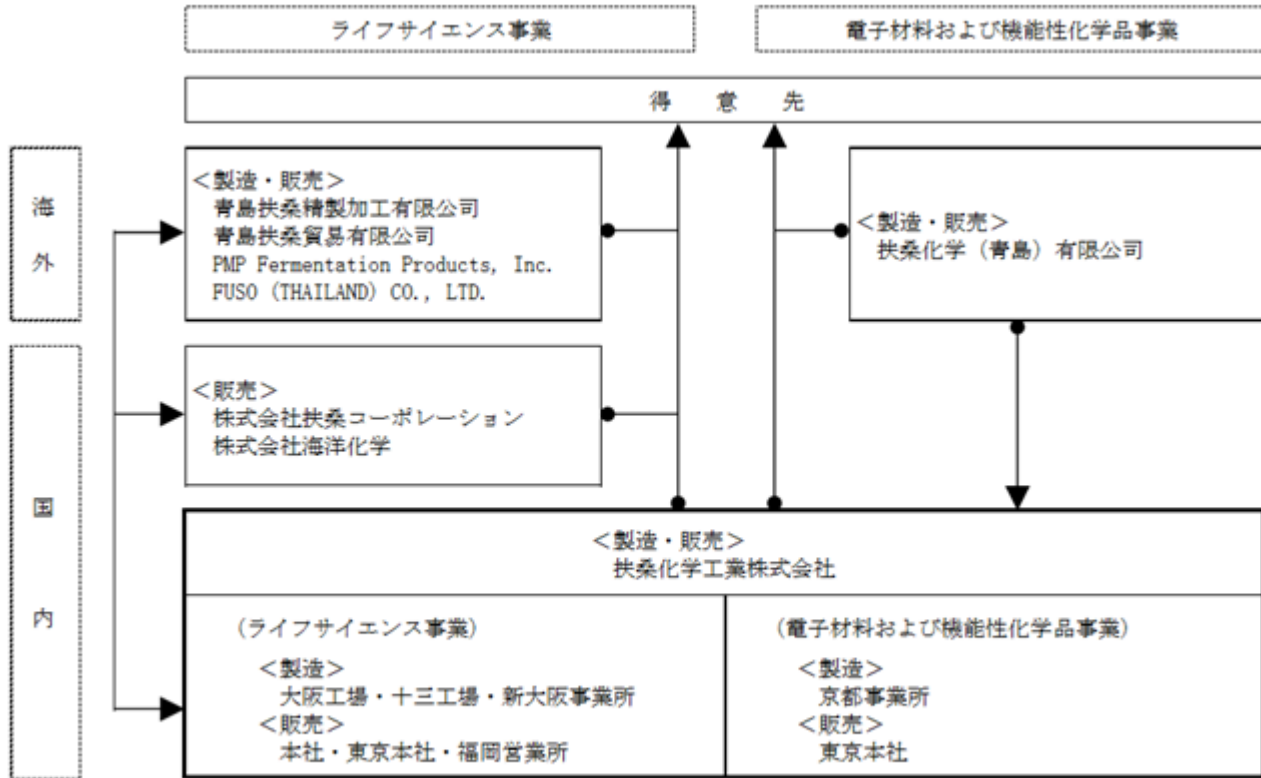 ライフサイエンス事業
電子材料および機能性化学品事業
得意先
海外
<製造・販売>
青島扶桑精製加工有限公司
青島扶桑貿易有限公司
PMP Fermentation Products, Inc.
FUSO (THAILAND) CO., LTD.
<製造・販売>
扶桑化学（青島）有限公司
国内
<販売>
株式会社扶桑コーポレーション
株式会社海洋化学
<製造・販売>
扶桑化学工業株式会社
(ライフサイエンス事業)
<製造>
大阪工場・十三工場・新大阪事業所
<販売>
本社・東京本社・福岡営業所
(電子材料および機能性化学品事業)
<製造>
京都事業所
<販売>
東京本社